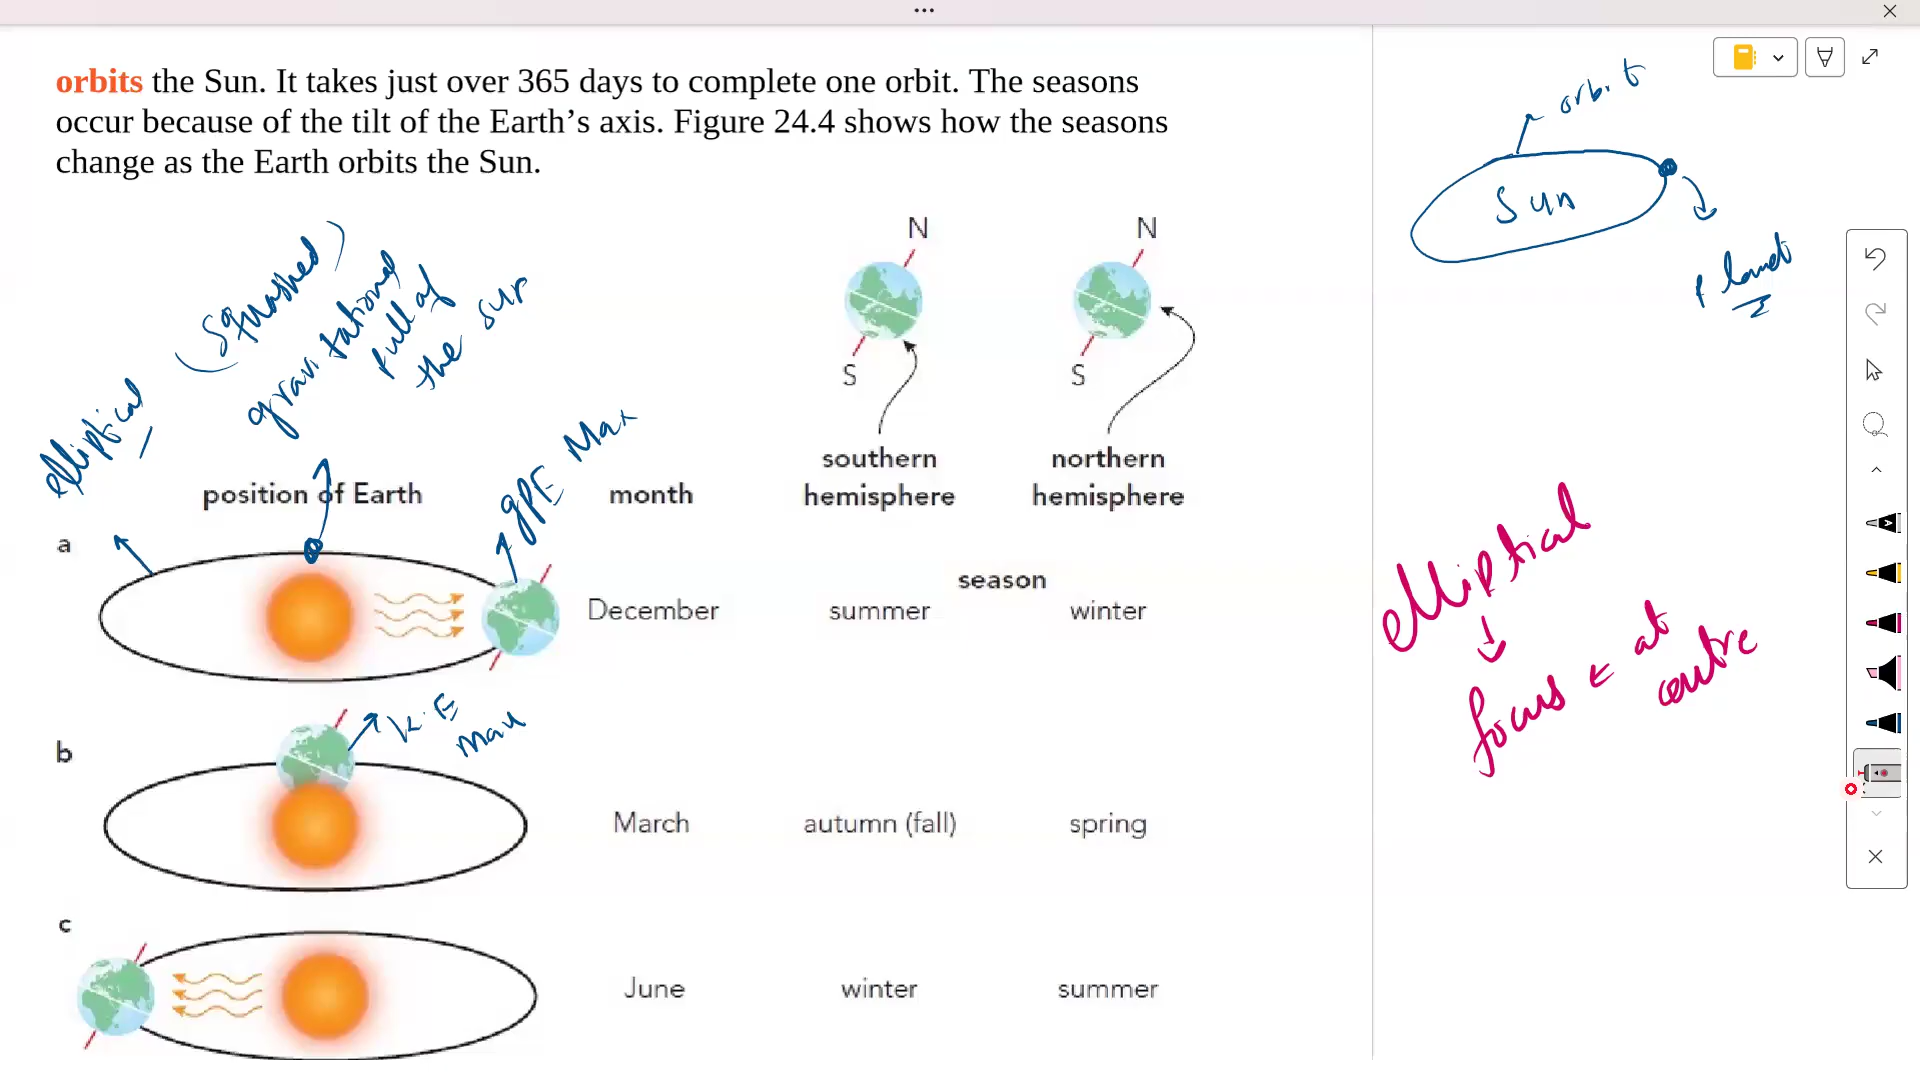 orbits the Sun. It takes just over 365 days to complete one orbit. The seasons
occur because of the tilt of the Earth's axis. Figure 24.4 shows how the seasons
change as the Earth orbits the Sun.
orbit
Sun
planet
N
N
S
S
elliptical
(squashed)
gravitational
pull of
the sun
gPE Max
southern
hemisphere
northern
hemisphere
position of Earth
month
a
season
December
summer
winter
K.E
max
b
March
autumn (fall)
spring
c
June
winter
summer
elliptical
focus
at
centre